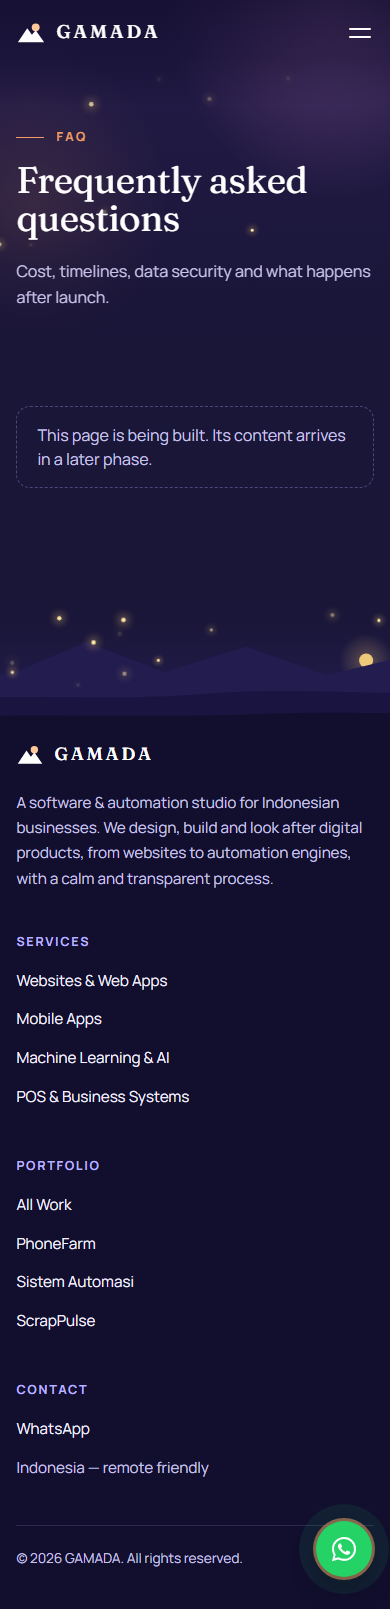 GAMADA
FAQ
Frequently asked
questions
Cost, timelines, data security and what happens
after launch.
This page is being built. Its content arrives
in a later phase.
GAMADA
A software & automation studio for Indonesian
businesses. We design, build and look after digital
products, from websites to automation engines,
with a calm and transparent process.
SERVICES
Websites & Web Apps
Mobile Apps
Machine Learning & AI
POS & Business Systems
PORTFOLIO
All Work
PhoneFarm
Sistem Automasi
ScrapPulse
CONTACT
WhatsApp
Indonesia — remote friendly
© 2026 GAMADA. All rights reserved.